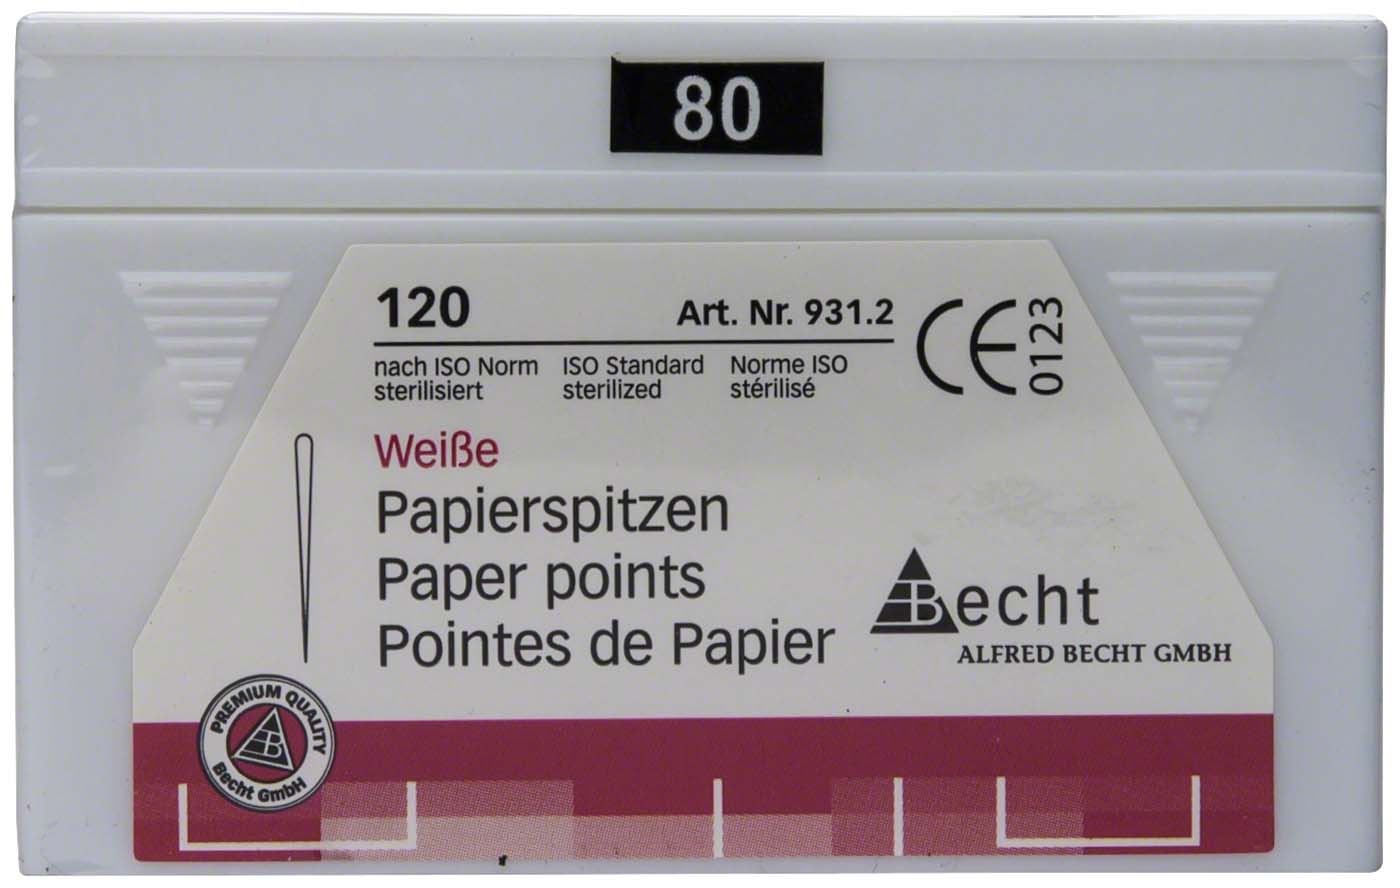 80
120 Art. Nr. 931.2
CE 0123
nach ISO Norm ISO Standard Norme ISO
sterilisiert sterilized stérilisé
Weiße
Papierspitzen
Paper points
Pointes de Papier
Becht
ALFRED BECHT GMBH
PREMIUM QUALITY
B
Becht GmbH